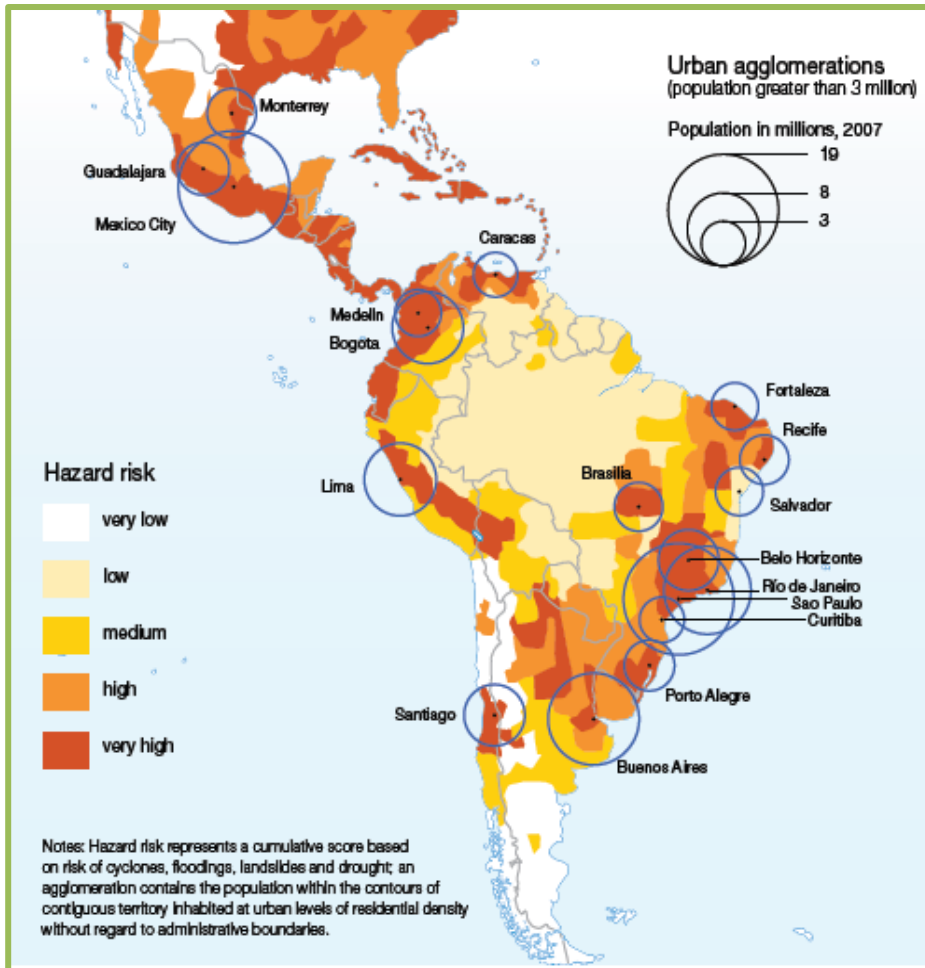 Urban agglomerations
(population greater than 3 million)
Population in millions, 2007
19
8
3
Monterrey
Guadalajara
Mexico City
Caracas
Medelin
Bogota
Fortaleza
Recife
Brasilia
Lima
Salvador
Belo Horizonte
Río de Janeiro
Sao Paulo
Curitiba
Porto Alegre
Santiago
Buenos Aires
Hazard risk
very low
low
medium
high
very high
Notes: Hazard risk represents a cumulative score based
on risk of cyclones, floodings, landslides and drought; an
agglomeration contains the population within the contours of
contiguous territory inhabited at urban levels of residential density
without regard to administrative boundaries.